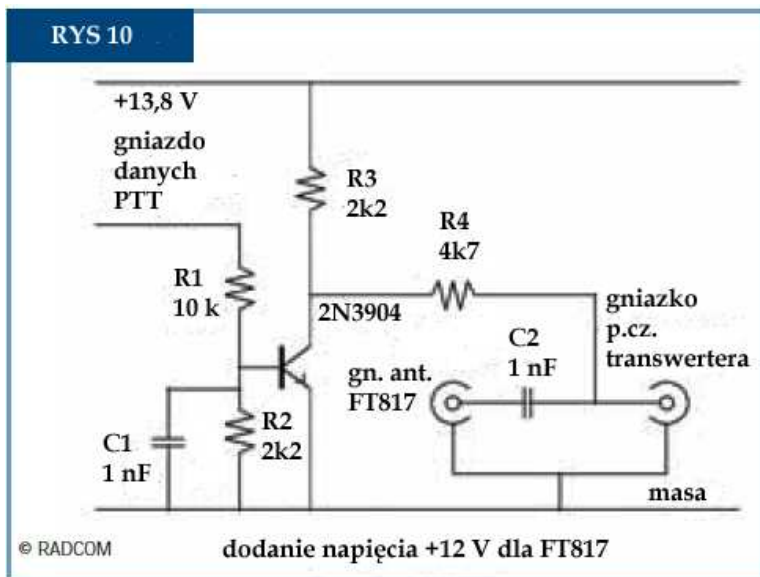 RYS 10
+13,8 V
gniazdo
danych
PTT
R3
2k2
R4
4k7
R1
10 k
2N3904
gniazko
p.cz.
transwertera
C2
1 nF
gn. ant.
FT817
R2
2k2
C1
1 nF
masa
© RADCOM
dodanie napięcia +12 V dla FT817